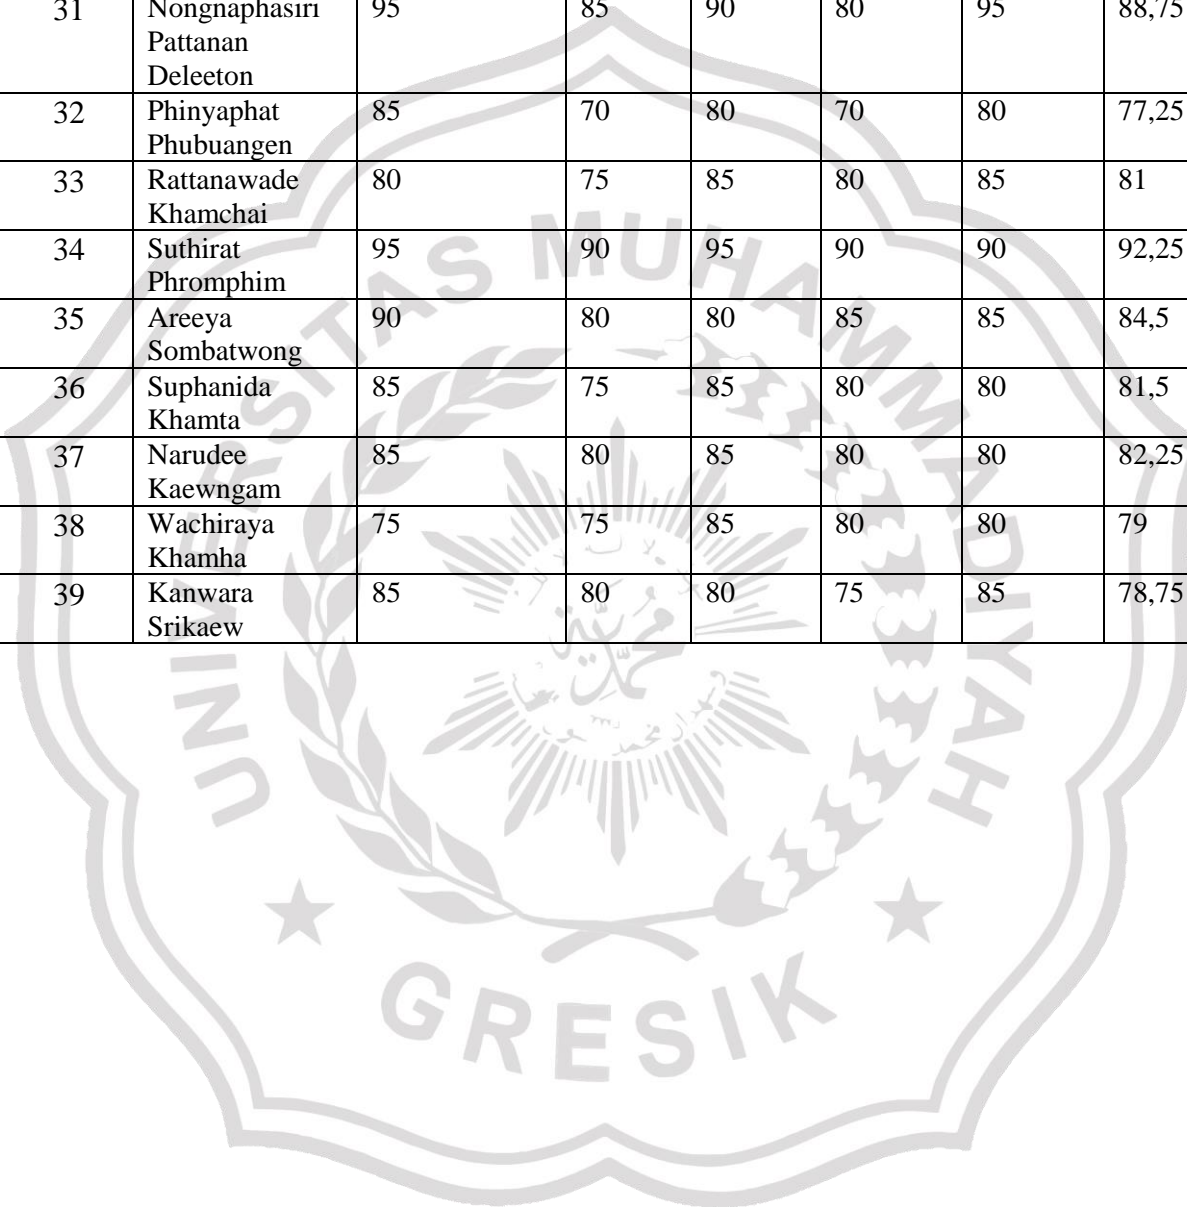 31 Nongnaphasiri 95 85 90 80 95 88,75
Pattanan
Deleeton
32 Phinyaphat 85 70 80 70 80 77,25
Phubuangen
33 Rattanawade 80 75 85 80 85 81
Khamchai
34 Suthirat 95 90 95 90 90 92,25
Phromphim
35 Areeya 90 80 80 85 85 84,5
Sombatwong
36 Suphanida 85 75 85 80 80 81,5
Khamta
37 Narudee 85 80 85 80 80 82,25
Kaewngam
38 Wachiraya 75 75 85 80 80 79
Khamha
39 Kanwara 85 80 80 75 85 78,75
Srikaew
UNIVERSITAS MUHAMMADIYAH
GRESIK